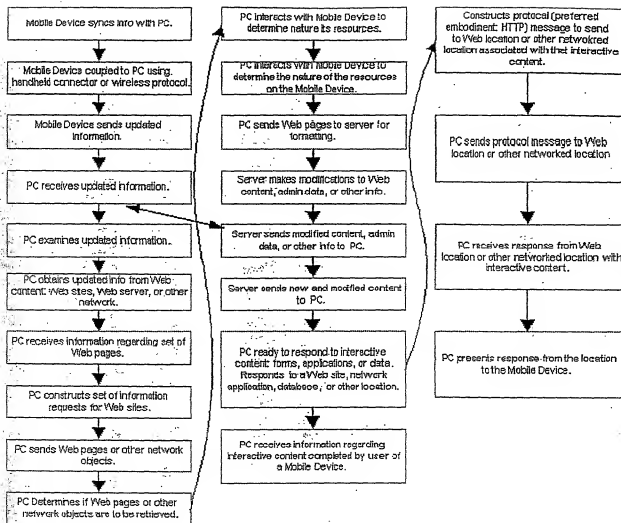 Mobile Device syncs info with PC.
Mobile Device coupled to PC using
handheld connector or wireless protocol.
Mobile Device sends updated
information.
PC receives updated information.
PC examines updated information.
PC obtains updated info from Web
content: Web sites, Web server, or other
network.
PC receives information regarding set of
Web pages.
PC constructs set of information
requests for Web sites.
PC sends Web pages or other network
objects.
PC Determines if Web pages or other
network objects are to be retrieved.
PC interacts with Mobile Device to
determine nature its resources.
PC interacts with Mobile Device to
determine the nature of the resources
on the Mobile Device.
PC sends Web pages to server for
formatting.
Server makes modifications to Web
content, admin data, or other info.
Server sends modified content, admin
data, or other info to PC.
Server sends new and modified content
to PC.
PC ready to respond to interactive
content: forms, applications, or data.
Responds to a Web site, network
application, database, or other location.
PC receives information regarding
interactive content completed by user of
a Mobile Device.
Constructs protocal (preferred
embodiment: HTTP) message to send
to Web location or other networkred
location associated with that interactive
content.
PC sends protocol message to Web
location or other networked location
PC receives response from Web
location or other networked location with
interactive content.
PC presents response from the location
to the Mobile Device.